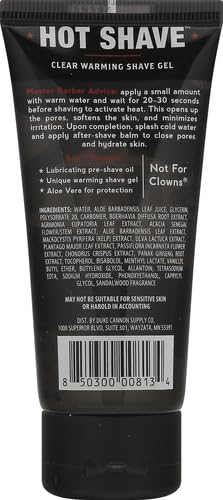 HOT SHAVE™
CLEAR WARMING SHAVE GEL
Master Barber Advice: apply a small amount
with warm water and wait for 20-30 seconds
before shaving to activate heat. This opens up
the pores, softens the skin, and minimizes
irritation. Upon completion, splash cold water
and apply after-shave balm to close pores
and hydrate skin.
• Lubricating pre-shave oil
• Unique warming shave gel
• Aloe Vera for protection
Not For
Clowns®
INGREDIENTS: WATER, ALOE BARBADENSIS LEAF JUICE, GLYCERIN,
POLYSORBATE 20, CARBOMER, BOERHAVIA DIFFUSA ROOT EXTRACT,
AGRIMONIA EUPATORIA LEAF EXTRACT, ACACIA SENEGAL
FLOWER/STEM EXTRACT, ALOE BARBADENSIS LEAF EXTRACT,
MACROCYSTIS PYRIFERA (KELP) EXTRACT, ULVA LACTUCA EXTRACT,
PLANTAGO MAJOR LEAF EXTRACT, PASSIFLORA INCARNATA FLOWER
EXTRACT, CHONDRUS CRISPUS EXTRACT, PANAX GINSENG ROOT
EXTRACT, TOCOPHEROL, BISABOLOL, MENTHYL LACTATE, VANILLYL
BUTYL ETHER, BUTYLENE GLYCOL, ALLANTOIN, TETRASODIUM
EDTA, SODIUM HYDROXIDE, PHENOXYETHANOL, CAPRYLYL
GLYCOL, SANDALWOOD FRAGRANCE
MAY NOT BE SUITABLE FOR SENSITIVE SKIN
OR HAROLD IN ACCOUNTING
8 50300 00813 4
DIST. BY DUKE CANNON SUPPLY CO.
1000 SUPERIOR BLVD, SUITE 301, WAYZATA, MN 55391